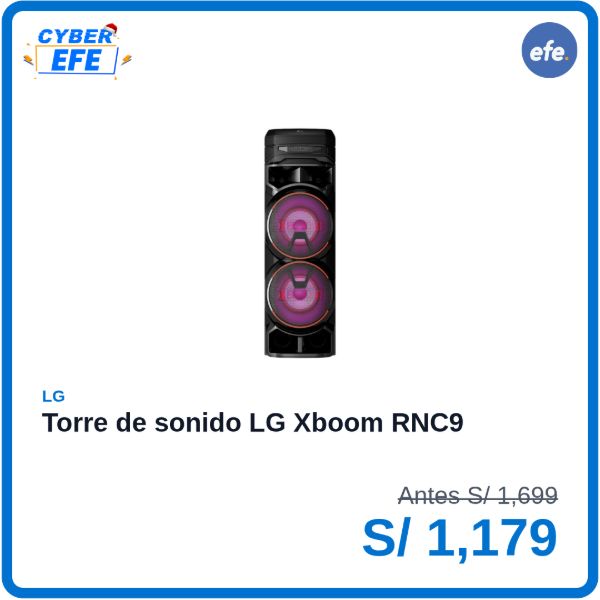 CYBER
EFE
efe.
LG
Torre de sonido LG Xboom RNC9
Antes S/ 1,699
S/ 1,179